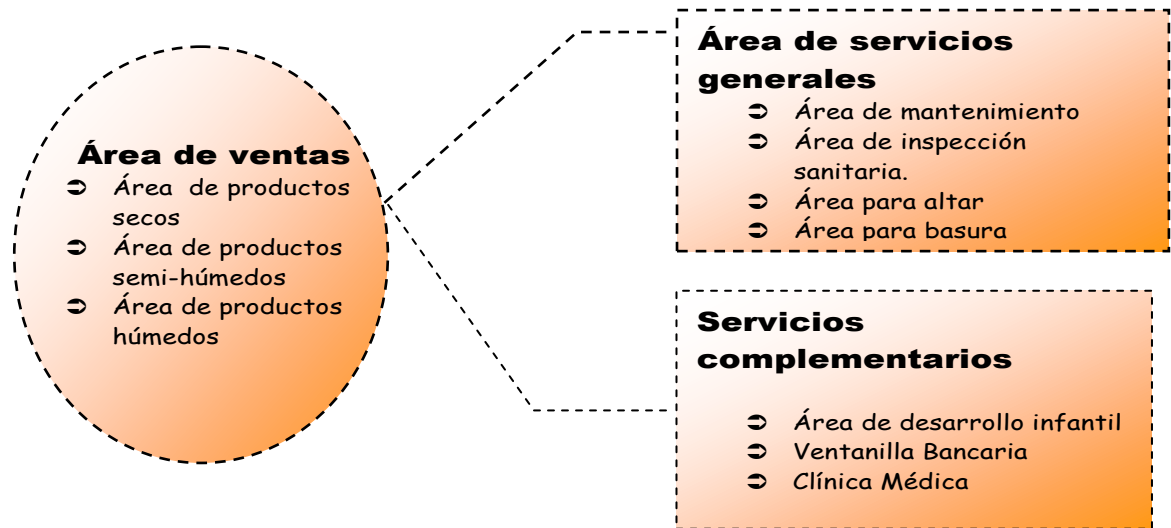 Área de ventas
➲ Área de productos
secos
➲ Área de productos
semi-húmedos
➲ Área de productos
húmedos
Área de servicios
generales
➲ Área de mantenimiento
➲ Área de inspección
sanitaria.
➲ Área para altar
➲ Área para basura
Servicios
complementarios
➲ Área de desarrollo infantil
➲ Ventanilla Bancaria
➲ Clínica Médica